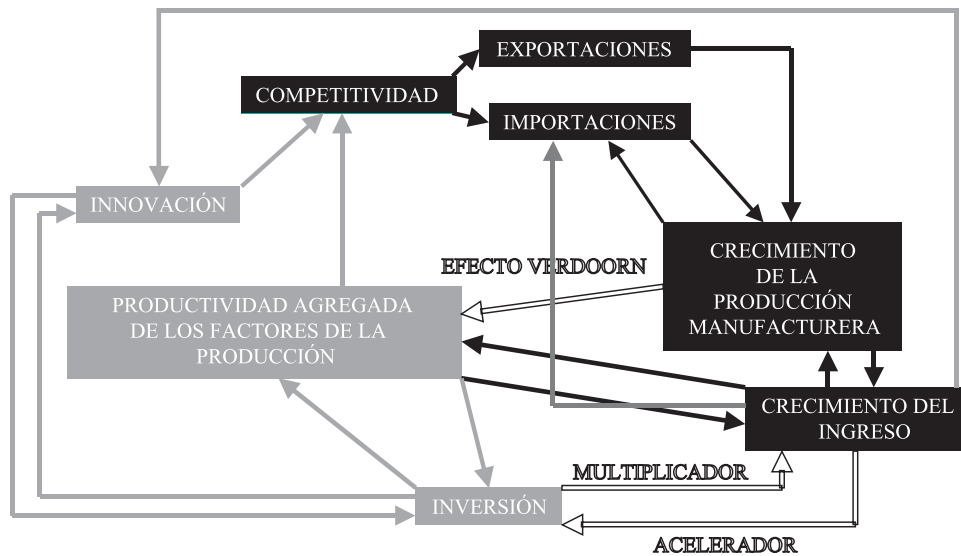 EXPORTACIONES
COMPETITIVIDAD
IMPORTACIONES
INNOVACIÓN
CRECIMIENTO
DE LA
PRODUCCIÓN
MANUFACTURERA
EFECTO VERDOORN
PRODUCTIVIDAD AGREGADA
DE LOS FACTORES DE LA
PRODUCCIÓN
CRECIMIENTO DEL
INGRESO
MULTIPLICADOR
INVERSIÓN
ACELERADOR